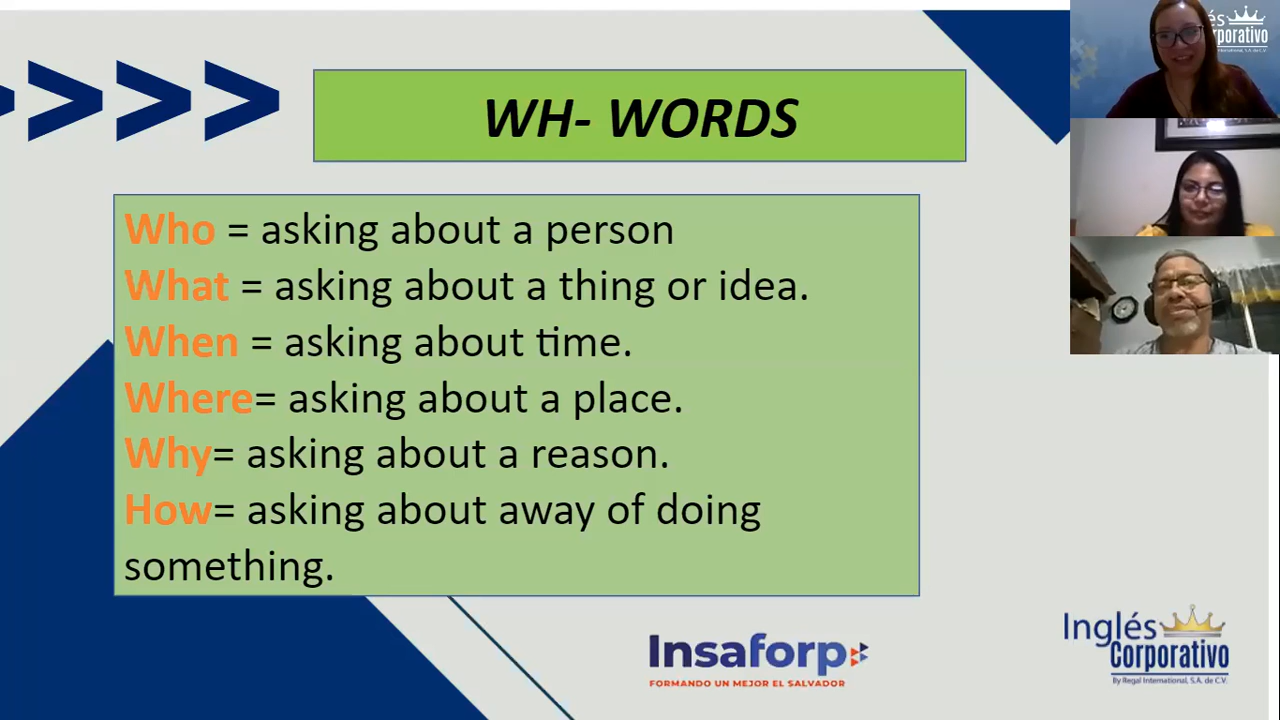 WH- WORDS
Who = asking about a person
What = asking about a thing or idea.
When = asking about time.
Where= asking about a place.
Why= asking about a reason.
How= asking about away of doing
something.
Insaforp
FORMANDO UN MEJOR EL SALVADOR
Inglés
Corporativo
By Regal International, S.A. de C.V.